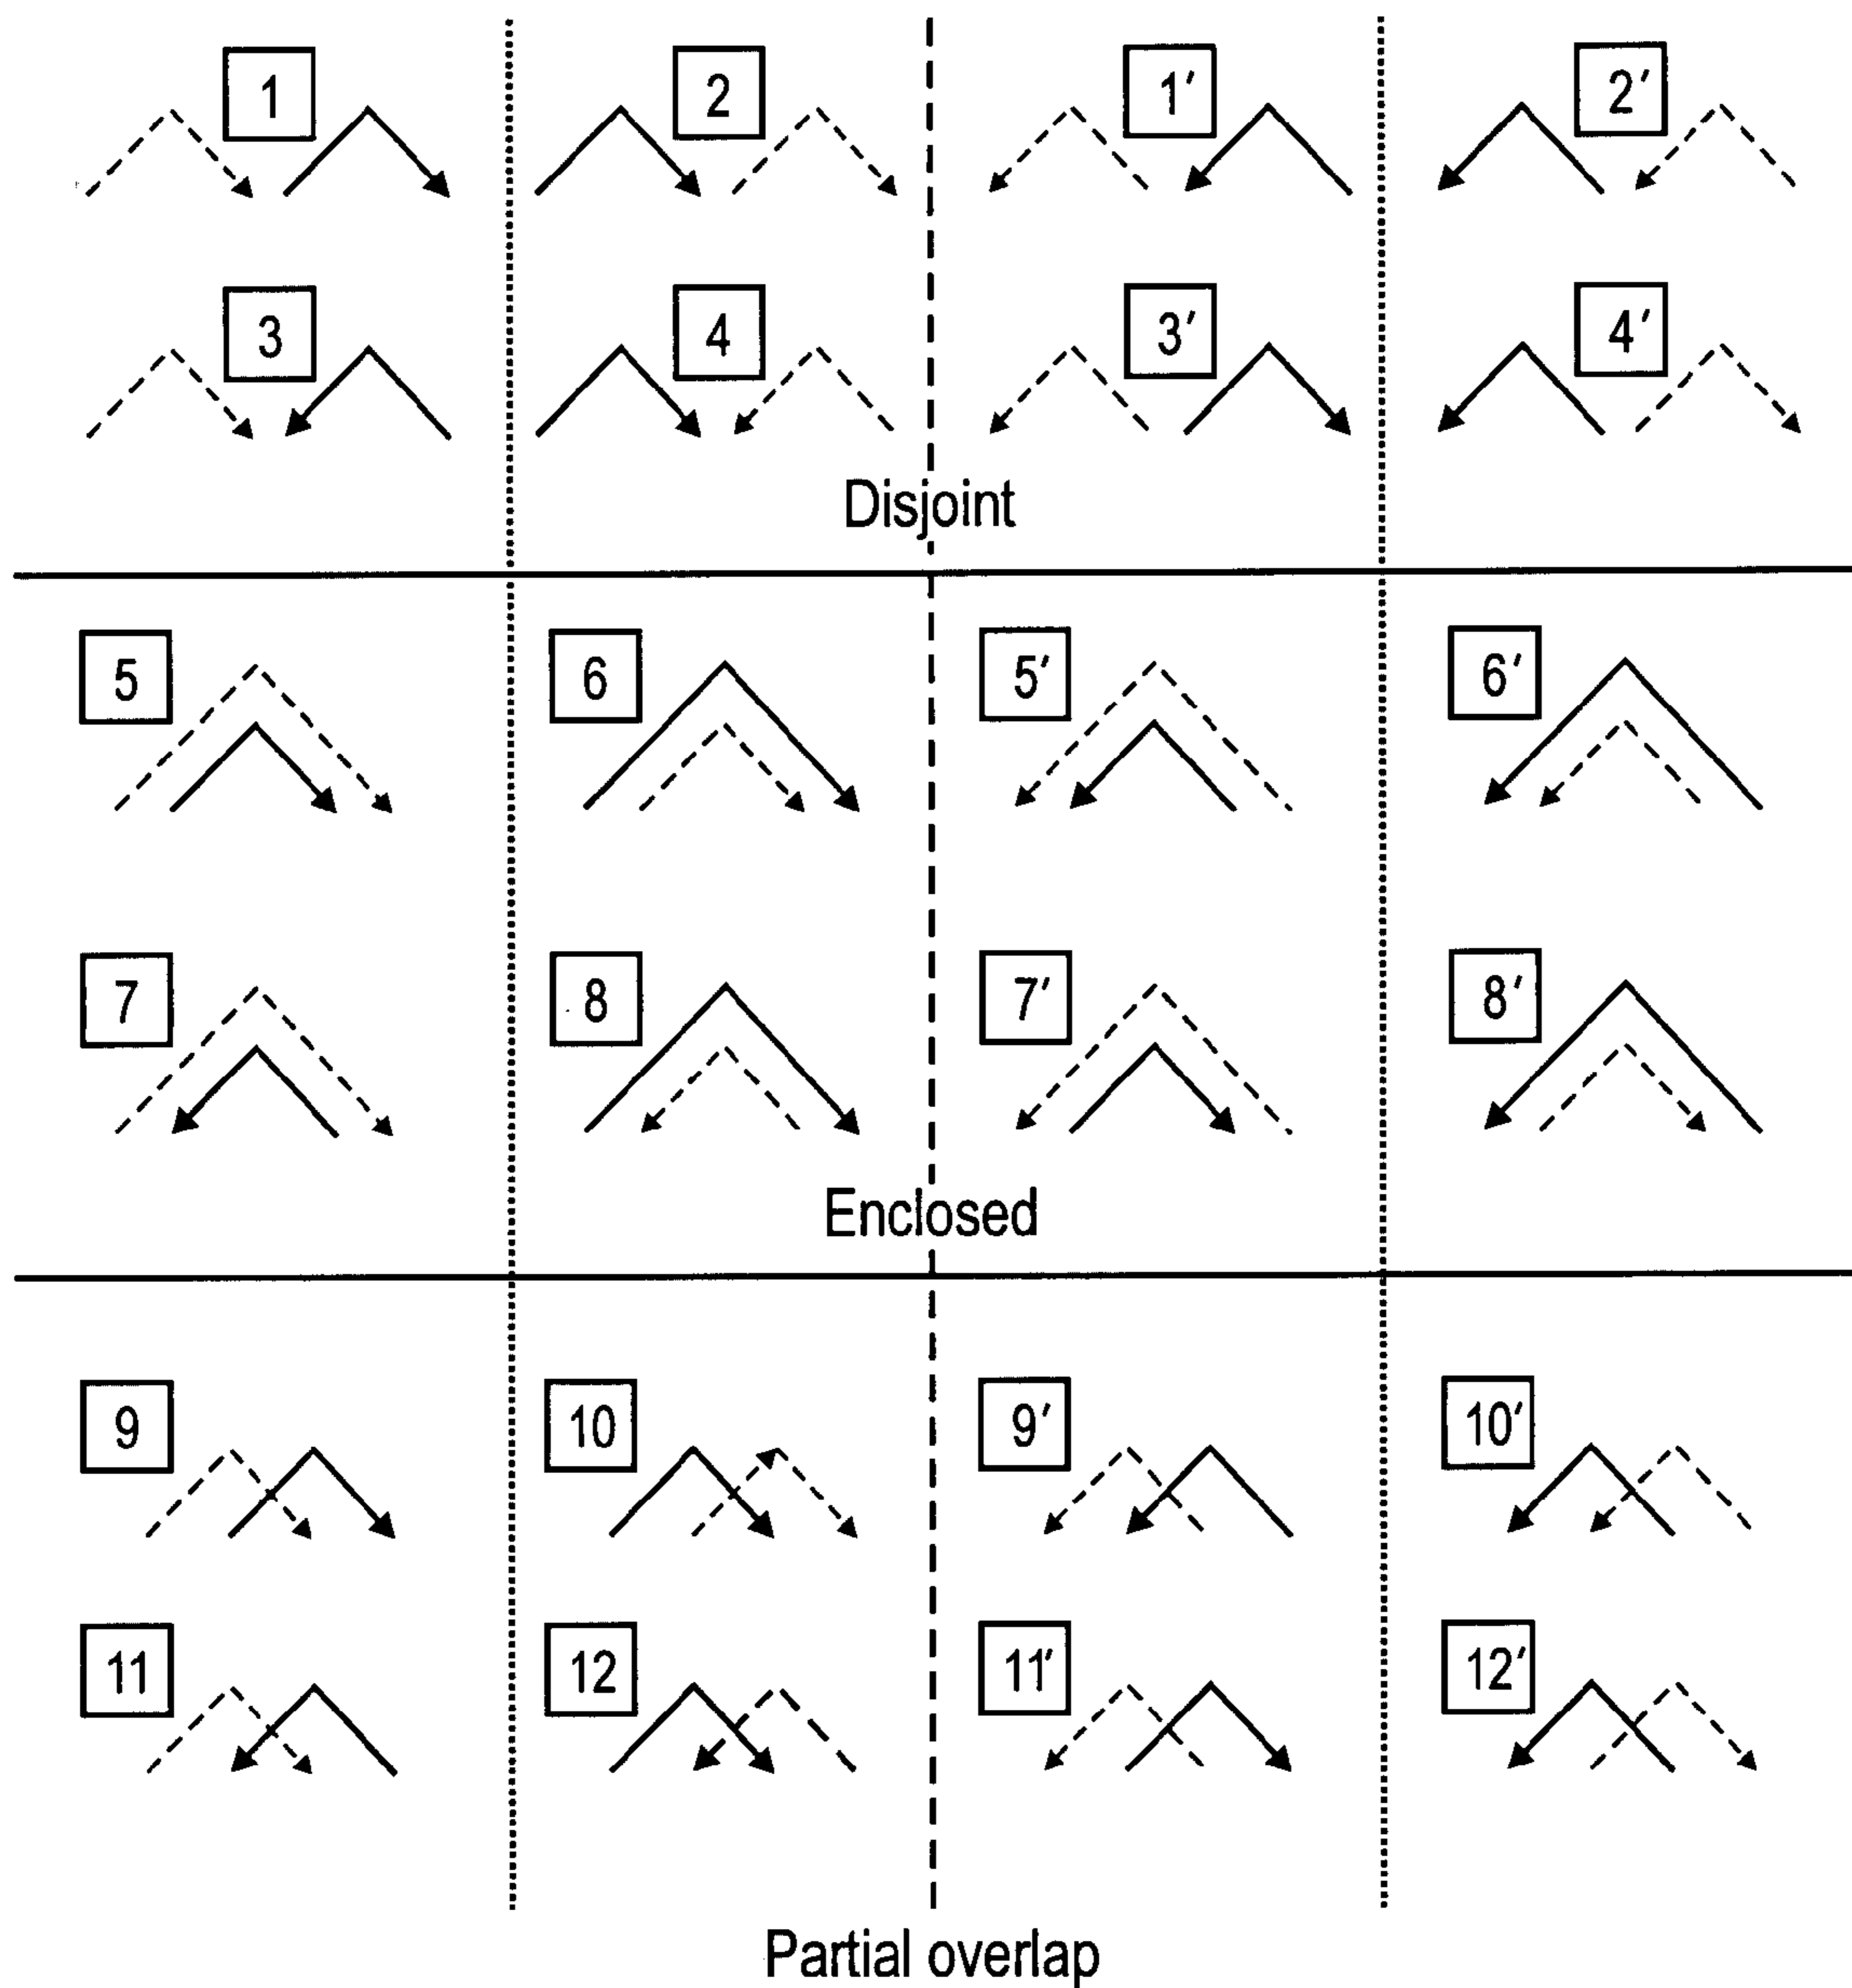 1 2 1′ 2′
3 4 3′ 4′
Disjoint
5 6 5′ 6′
7 8 7′ 8′
Enclosed
9 10 9′ 10′
11 12 11′ 12′
Partial overlap